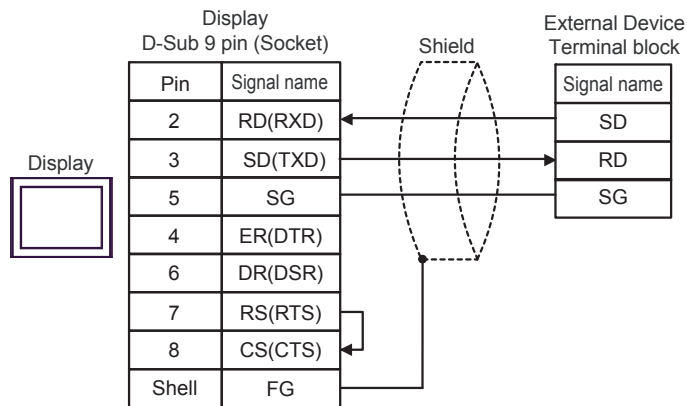 Display
D-Sub 9 pin (Socket)
Shield
External Device
Terminal block
Pin Signal name
Signal name
2 RD(RXD)
SD
3 SD(TXD)
RD
Display
5 SG
SG
4 ER(DTR)
6 DR(DSR)
7 RS(RTS)
8 CS(CTS)
Shell FG